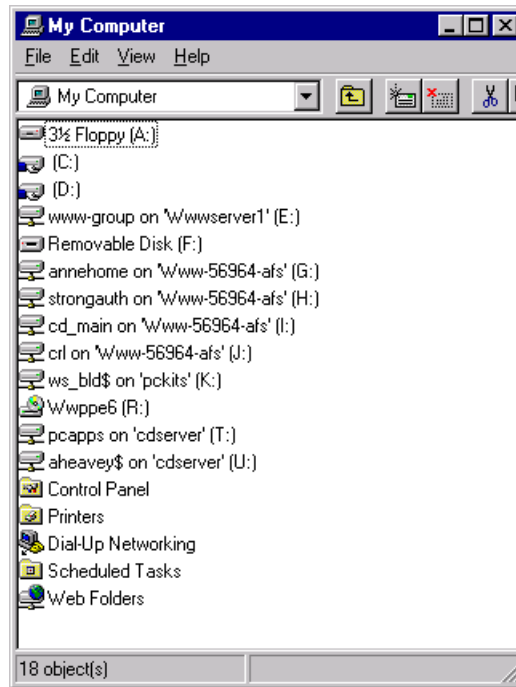 My Computer
File Edit View Help
My Computer
3½ Floppy (A:)
(C:)
(D:)
www-group on 'Wwwserver1' (E:)
Removable Disk (F:)
annehome on 'Www-56964-afs' (G:)
strongauth on 'Www-56964-afs' (H:)
cd_main on 'Www-56964-afs' (I:)
crl on 'Www-56964-afs' (J:)
ws_bld$ on 'pckits' (K:)
Wwppe6 (R:)
pcapps on 'cdserver' (T:)
aheavey$ on 'cdserver' (U:)
Control Panel
Printers
Dial-Up Networking
Scheduled Tasks
Web Folders
18 object(s)